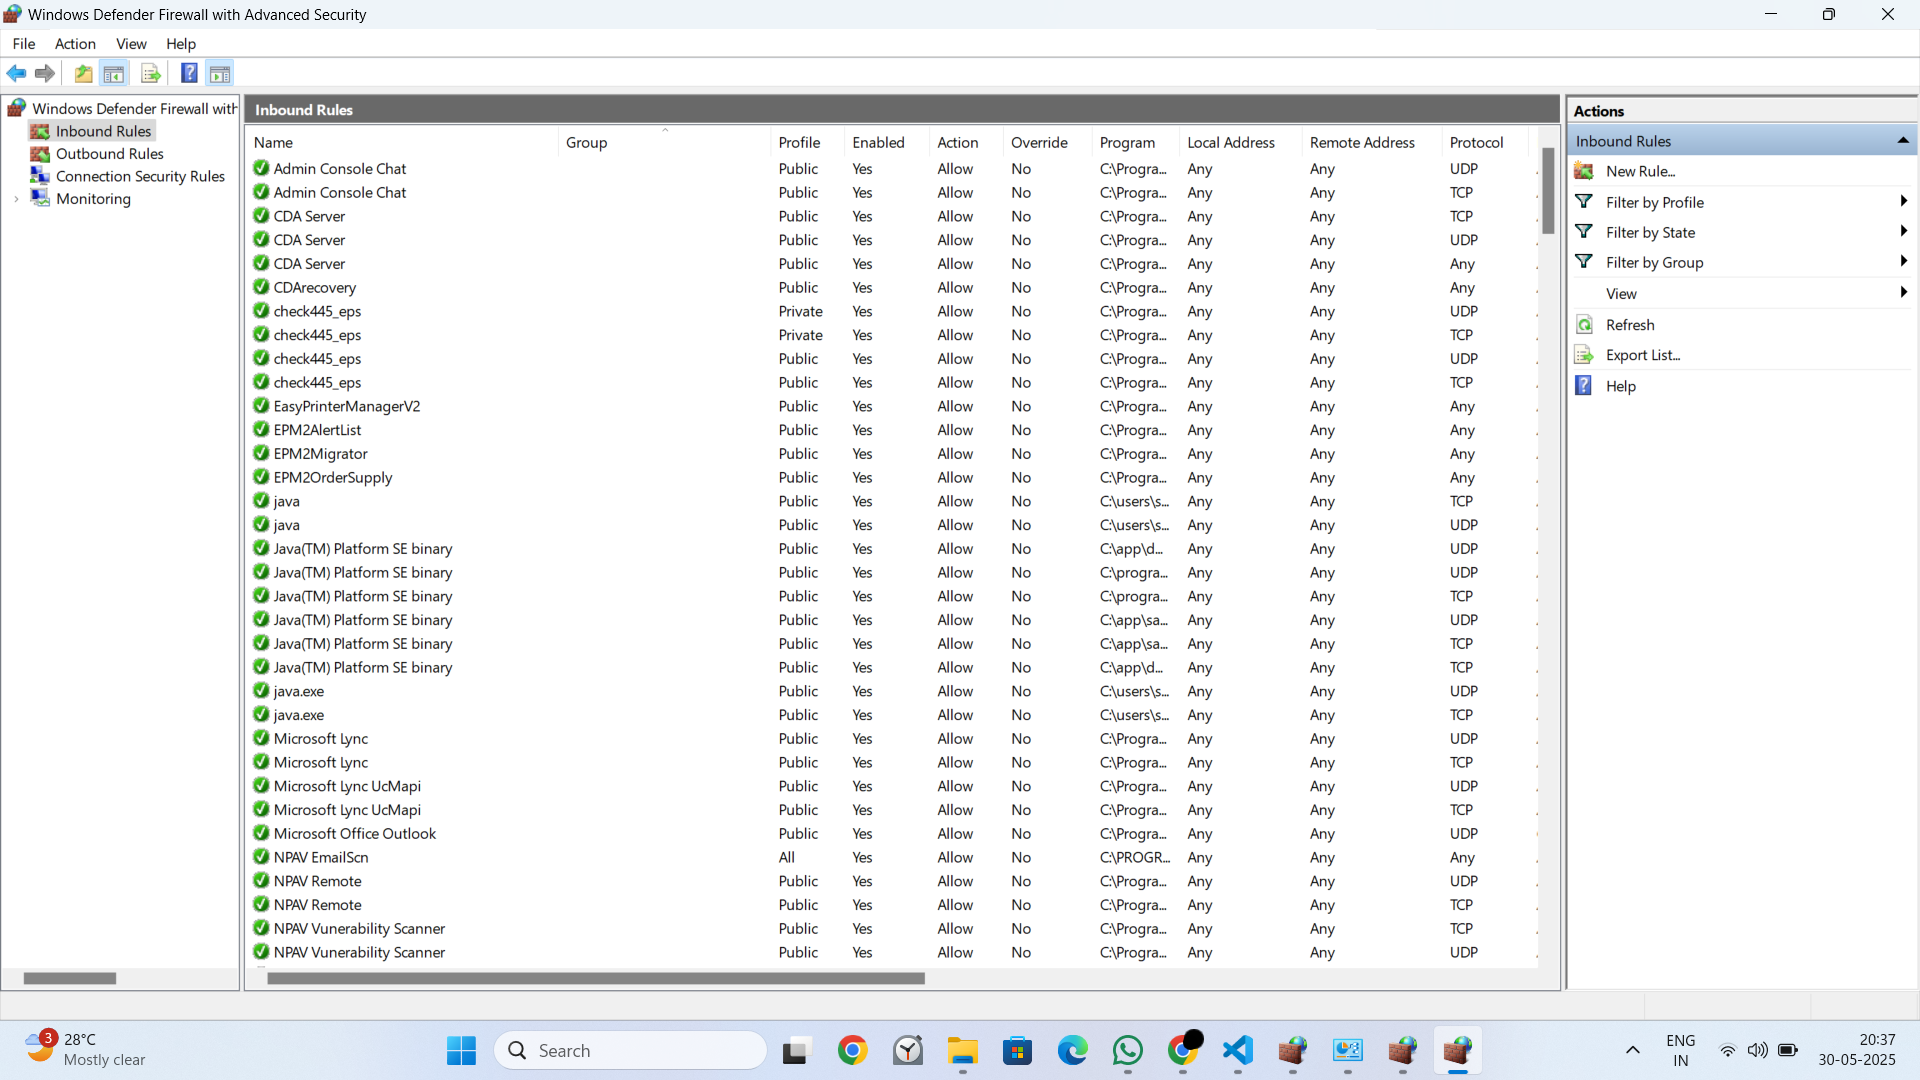 Windows Defender Firewall with Advanced Security
File Action View Help
Windows Defender Firewall with
Inbound Rules
Outbound Rules
Connection Security Rules
Monitoring
Inbound Rules
Name Group Profile Enabled Action Override Program Local Address Remote Address Protocol
Admin Console Chat Public Yes Allow No C:\Progra... Any Any UDP
Admin Console Chat Public Yes Allow No C:\Progra... Any Any TCP
CDA Server Public Yes Allow No C:\Progra... Any Any TCP
CDA Server Public Yes Allow No C:\Progra... Any Any UDP
CDA Server Public Yes Allow No C:\Progra... Any Any Any
CDArecovery Public Yes Allow No C:\Progra... Any Any Any
check445_eps Private Yes Allow No C:\Progra... Any Any UDP
check445_eps Private Yes Allow No C:\Progra... Any Any TCP
check445_eps Public Yes Allow No C:\Progra... Any Any UDP
check445_eps Public Yes Allow No C:\Progra... Any Any TCP
EasyPrinterManagerV2 Public Yes Allow No C:\Progra... Any Any Any
EPM2AlertList Public Yes Allow No C:\Progra... Any Any Any
EPM2Migrator Public Yes Allow No C:\Progra... Any Any Any
EPM2OrderSupply Public Yes Allow No C:\Progra... Any Any Any
java Public Yes Allow No C:\users\s... Any Any TCP
java Public Yes Allow No C:\users\s... Any Any UDP
Java(TM) Platform SE binary Public Yes Allow No C:\app\d... Any Any UDP
Java(TM) Platform SE binary Public Yes Allow No C:\progra... Any Any UDP
Java(TM) Platform SE binary Public Yes Allow No C:\progra... Any Any TCP
Java(TM) Platform SE binary Public Yes Allow No C:\app\sa... Any Any UDP
Java(TM) Platform SE binary Public Yes Allow No C:\app\sa... Any Any TCP
Java(TM) Platform SE binary Public Yes Allow No C:\app\d... Any Any TCP
java.exe Public Yes Allow No C:\users\s... Any Any UDP
java.exe Public Yes Allow No C:\users\s... Any Any TCP
Microsoft Lync Public Yes Allow No C:\Progra... Any Any UDP
Microsoft Lync Public Yes Allow No C:\Progra... Any Any TCP
Microsoft Lync UcMapi Public Yes Allow No C:\Progra... Any Any UDP
Microsoft Lync UcMapi Public Yes Allow No C:\Progra... Any Any TCP
Microsoft Office Outlook Public Yes Allow No C:\Progra... Any Any UDP
NPAV EmailScn All Yes Allow No C:\PROGR... Any Any Any
NPAV Remote Public Yes Allow No C:\Progra... Any Any UDP
NPAV Remote Public Yes Allow No C:\Progra... Any Any TCP
NPAV Vunerability Scanner Public Yes Allow No C:\Progra... Any Any TCP
NPAV Vunerability Scanner Public Yes Allow No C:\Progra... Any Any UDP
Actions
Inbound Rules
New Rule...
Filter by Profile
Filter by State
Filter by Group
View
Refresh
Export List...
Help
3
28°C
Mostly clear
Search
ENG
IN
20:37
30-05-2025